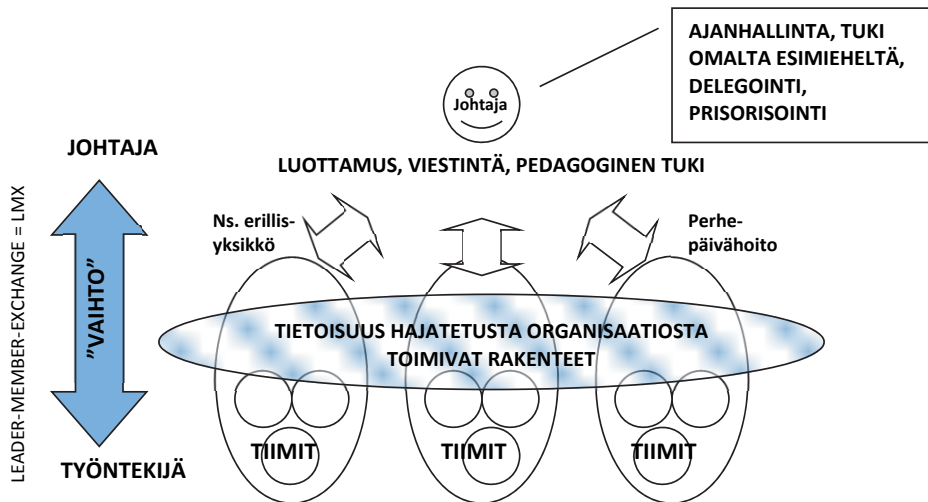 AJANHALLINTA, TUKI
OMALTA ESIMIEHELTÄ,
DELEGOINTI,
PRISORISOINTI
Johtaja
JOHTAJA
LUOTTAMUS, VIESTINTÄ, PEDAGOGINEN TUKI
Ns. erillis-
yksikkö
Perhe-
päivähoito
LEADER-MEMBER-EXCHANGE = LMX
”VAIHTO”
TIETOISUUS HAJATETUSTA ORGANISAATIOSTA
TOIMIVAT RAKENTEET
TIIMIT
TIIMIT
TIIMIT
TYÖNTEKIJÄ